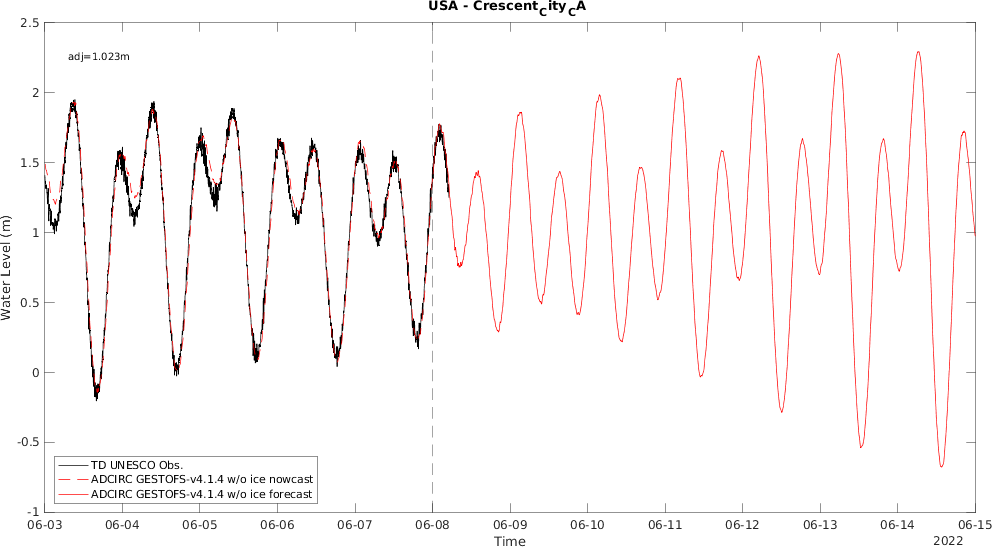 USA - Crescent_City_CA
adj=1.023m
2.5
2
1.5
1
0.5
0
-0.5
-1
Water Level (m)
TD UNESCO Obs.
ADCIRC GESTOFS-v4.1.4 w/o ice nowcast
ADCIRC GESTOFS-v4.1.4 w/o ice forecast
06-03 06-04 06-05 06-06 06-07 06-08 06-09 06-10 06-11 06-12 06-13 06-14 06-15
Time
2022